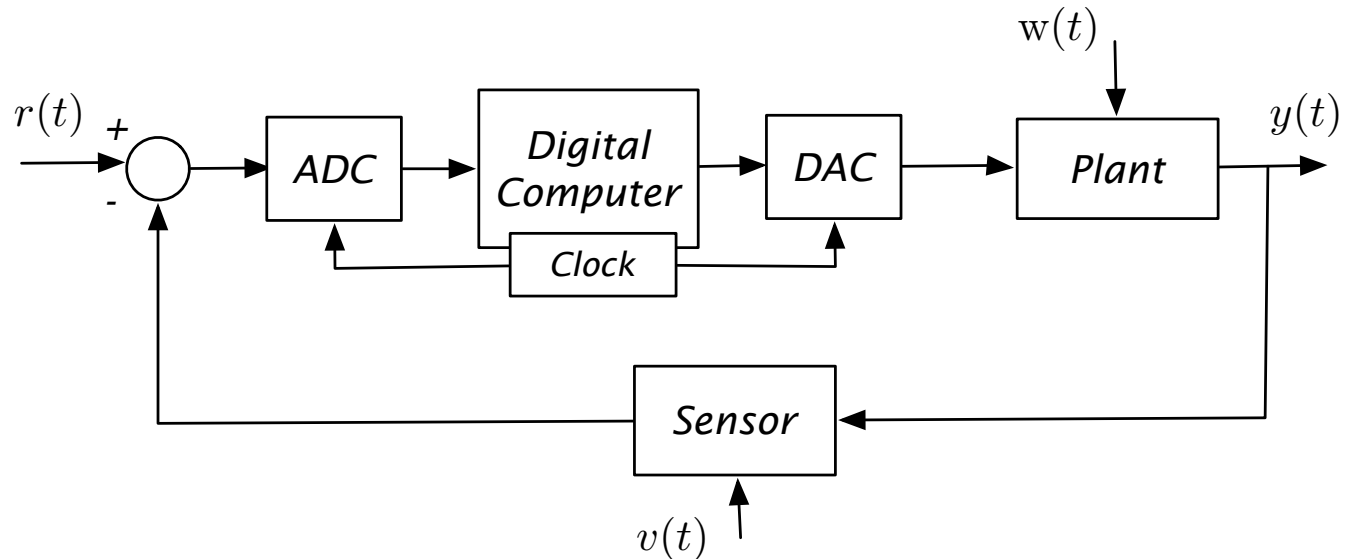 w(t)
r(t)
+
-
ADC
Digital
Computer
DAC
Plant
y(t)
Clock
Sensor
v(t)